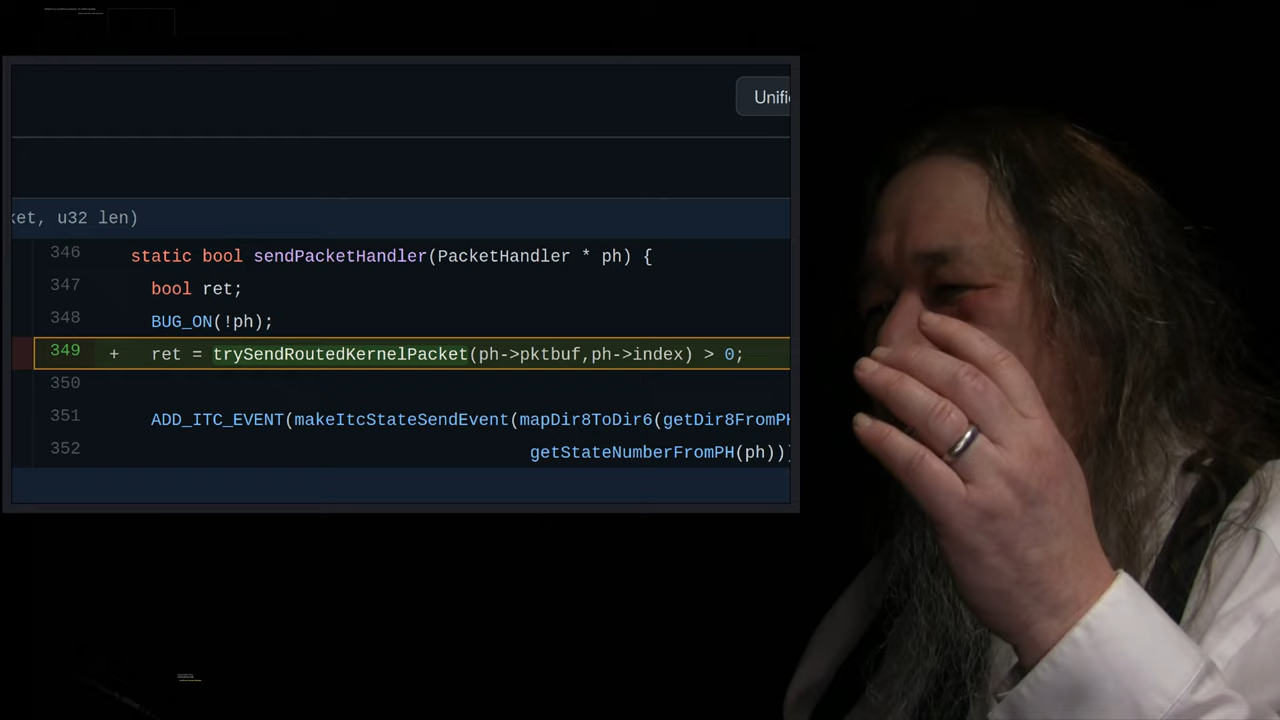 Unifi
ket, u32 len)
346 static bool sendPacketHandler(PacketHandler * ph) {
347 bool ret;
348 BUG_ON(!ph);
349 + ret = trySendRoutedKernelPacket(ph->pktbuf,ph->index) > 0;
350
351 ADD_ITC_EVENT(makeItcStateSendEvent(mapDir8ToDir6(getDir8FromPH
352 getStateNumberFromPH(ph)))